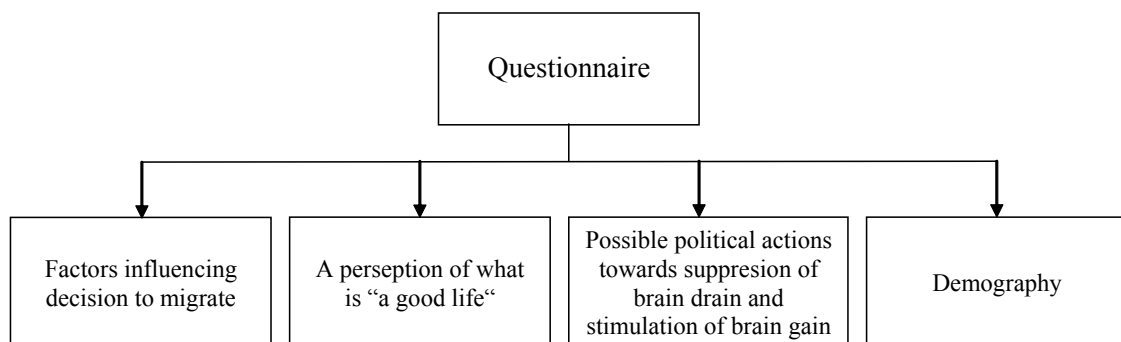 Questionnaire
Factors influencing
decision to migrate
A perseption of what
is “a good life“
Possible political actions
towards suppresion of
brain drain and
stimulation of brain gain
Demography